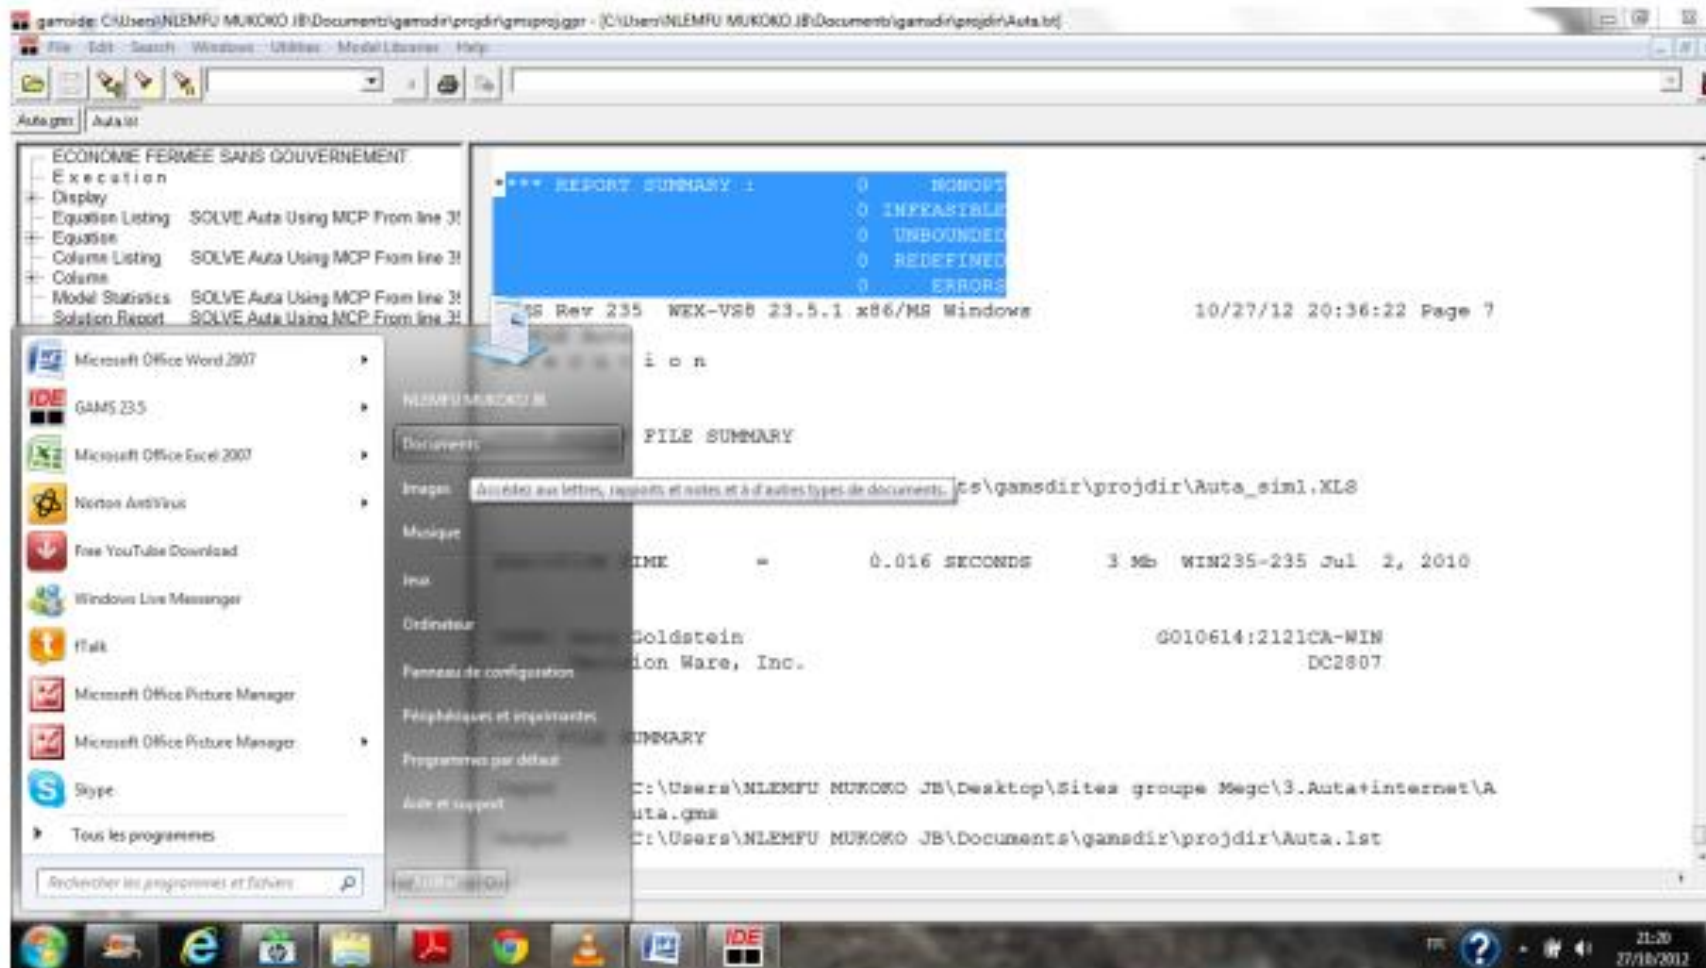 gamside: C:\Users\NLEMFU MUKOKO JB\Documents\gamsdir\projdir\gmsproj.gpr - [C:\Users\NLEMFU MUKOKO JB\Documents\gamsdir\projdir\Auta.lst]
File Edit Search Windows Utilities Model Libraries Help
Auta.gms Auta.lst
ECONOMIE FERMEE SANS GOUVERNEMENT
Execution
Display
Equation Listing SOLVE Auta Using MCP From line 35
Equation
Column Listing SOLVE Auta Using MCP From line 35
Column
Model Statistics SOLVE Auta Using MCP From line 35
Solution Report SOLVE Auta Using MCP From line 35
**** REPORT SUMMARY : 0 NONOPT
0 INFEASIBLE
0 UNBOUNDED
0 REDEFINED
0 ERRORS
MS Rev 235 WEX-VS8 23.5.1 x86/MS Windows 10/27/12 20:36:22 Page 7
i o n
FILE SUMMARY
ts\gamsdir\projdir\Auta_sim1.XLS
TIME = 0.016 SECONDS 3 Mb WIN235-235 Jul 2, 2010
Goldstein G010614:2121CA-WIN
ion Ware, Inc. DC2807
SUMMARY
C:\Users\NLEMFU MUKOKO JB\Desktop\Sites groupe Megc\3.Auta+internet\A
uta.gms
C:\Users\NLEMFU MUKOKO JB\Documents\gamsdir\projdir\Auta.lst
Microsoft Office Word 2007
GAMS 23.5
Microsoft Office Excel 2007
Norton AntiVirus
Free YouTube Download
Windows Live Messenger
fTalk
Microsoft Office Picture Manager
Microsoft Office Picture Manager
Skype
Tous les programmes
Rechercher les programmes et fichiers
NLEMFU MUKOKO JB
Documents
Images
Accédez aux lettres, rapports et notes et à d'autres types de documents.
Musique
Jeux
Ordinateur
Panneau de configuration
Périphériques et imprimantes
Programmes par défaut
Aide et support
IDE
FR
21:20
27/10/2012